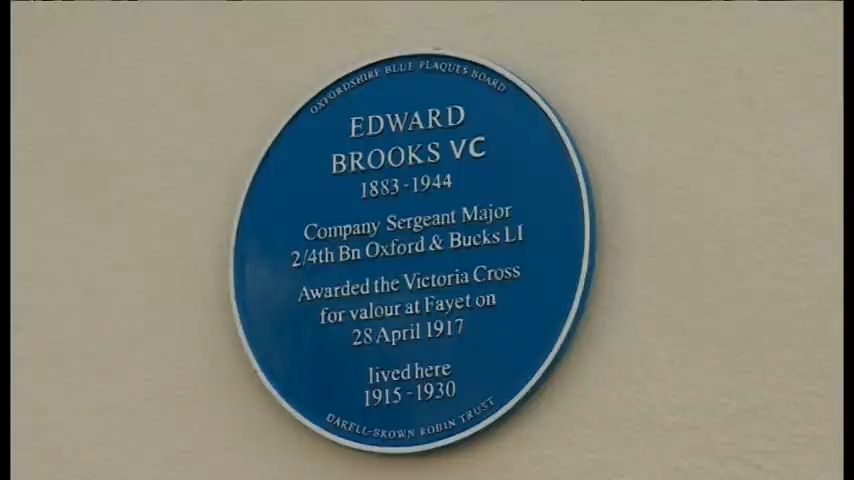 OXFORDSHIRE BLUE PLAQUES BOARD
EDWARD
BROOKS VC
1883-1944
Company Sergeant Major
2/4th Bn Oxford & Bucks LI
Awarded the Victoria Cross
for valour at Fayet on
28 April 1917
lived here
1915-1930
DARELL-BROWN ROBIN TRUST